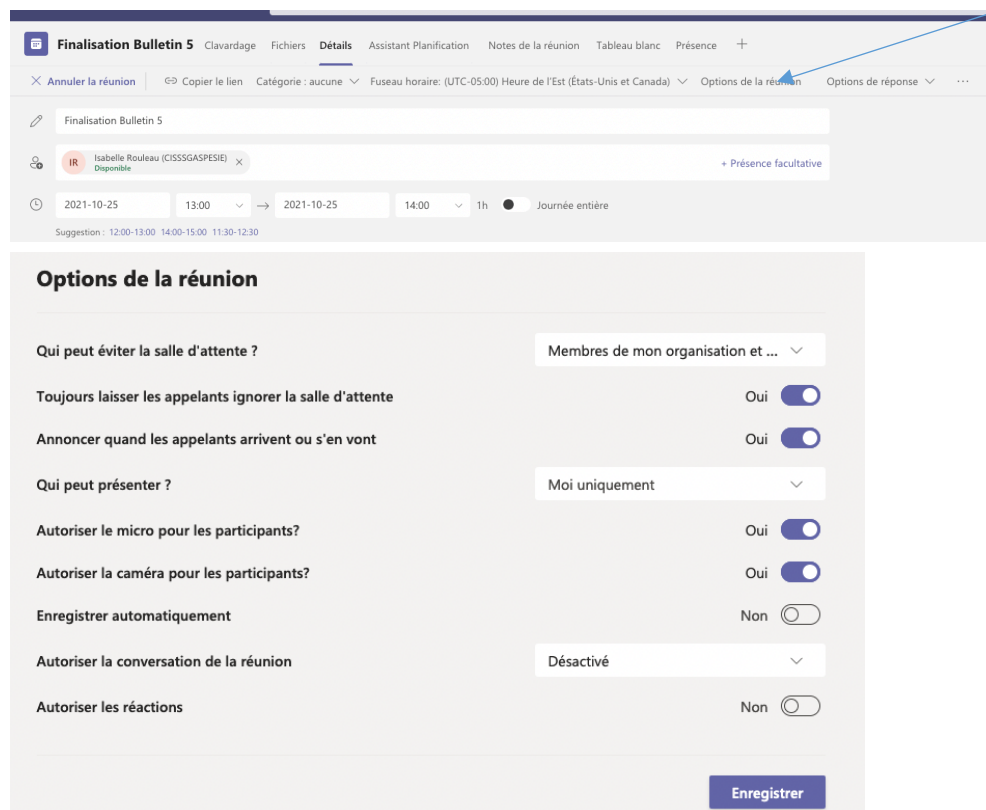 Finalisation Bulletin 5 Clavardage Fichiers Détails Assistant Planification Notes de la réunion Tableau blanc Présence +
Annuler la réunion Copier le lien Catégorie : aucune Fuseau horaire: (UTC-05:00) Heure de l'Est (États-Unis et Canada) Options de la réunion Options de réponse ...
Finalisation Bulletin 5
IR Isabelle Rouleau (CISSSGASPESIE) ×
Disponible
+ Présence facultative
2021-10-25 13:00 → 2021-10-25 14:00 1h Journée entière
Suggestion : 12:00-13:00 14:00-15:00 11:30-12:30
Options de la réunion
Qui peut éviter la salle d'attente ? Membres de mon organisation et ...
Toujours laisser les appelants ignorer la salle d'attente Oui
Annoncer quand les appelants arrivent ou s'en vont Oui
Qui peut présenter ? Moi uniquement
Autoriser le micro pour les participants? Oui
Autoriser la caméra pour les participants? Oui
Enregistrer automatiquement Non
Autoriser la conversation de la réunion Désactivé
Autoriser les réactions Non
Enregistrer